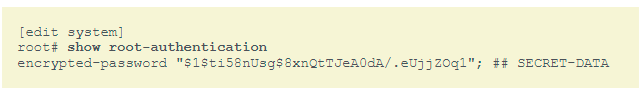 [edit system]
root# show root-authentication
encrypted-password "$1$ti58nUsg$8xnQtTJeA0dA/.eUjjZOq1"; ## SECRET-DATA